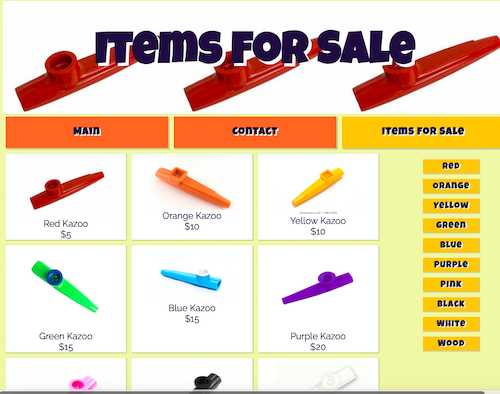 Items for Sale
Main
Contact
Items for Sale
Red Kazoo
$5
Orange Kazoo
$10
Yellow Kazoo
$10
Green Kazoo
$15
Blue Kazoo
$15
Purple Kazoo
$20
Red
Orange
Yellow
Green
Blue
Purple
Pink
Black
White
Wood